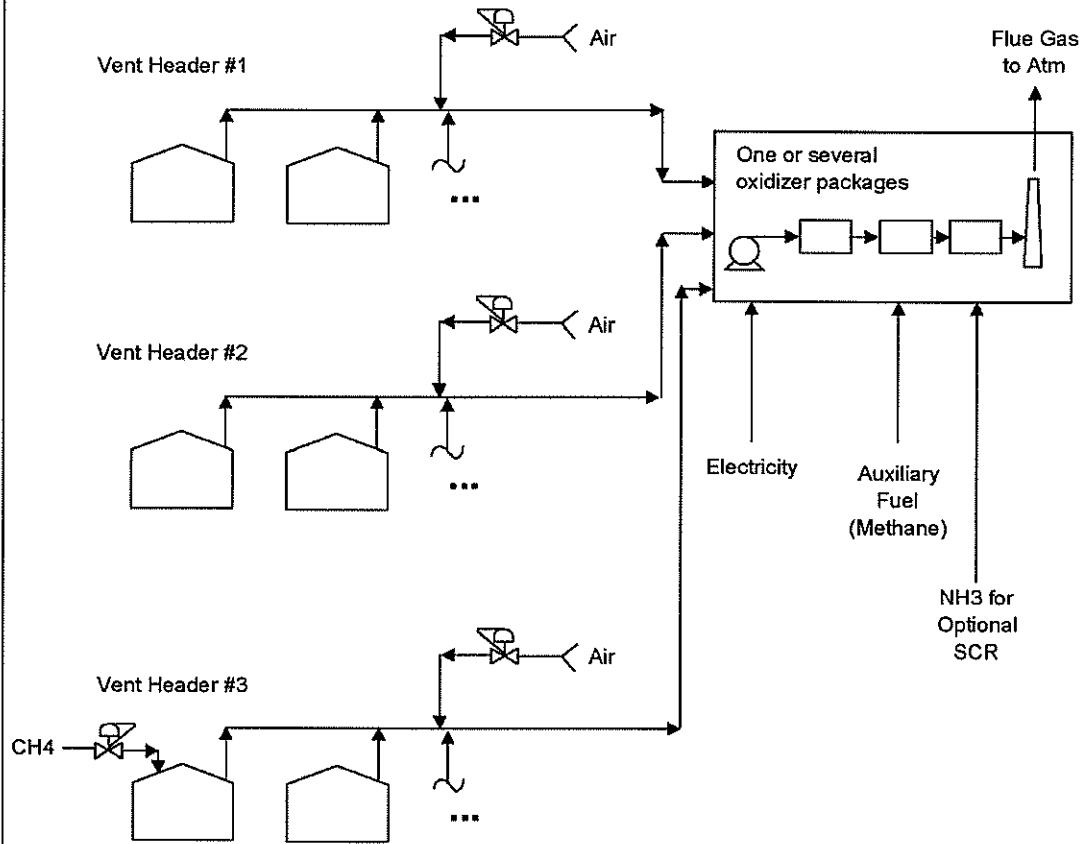 Air
Vent Header #1
Flue Gas
to Atm
One or several
oxidizer packages
...
Air
Vent Header #2
...
Electricity
Auxiliary
Fuel
(Methane)
NH3 for
Optional
SCR
Air
Vent Header #3
CH4
...